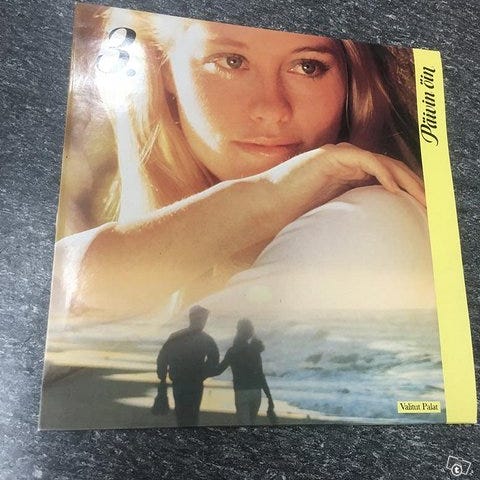 3.
Päivin öin
Valitut Palat